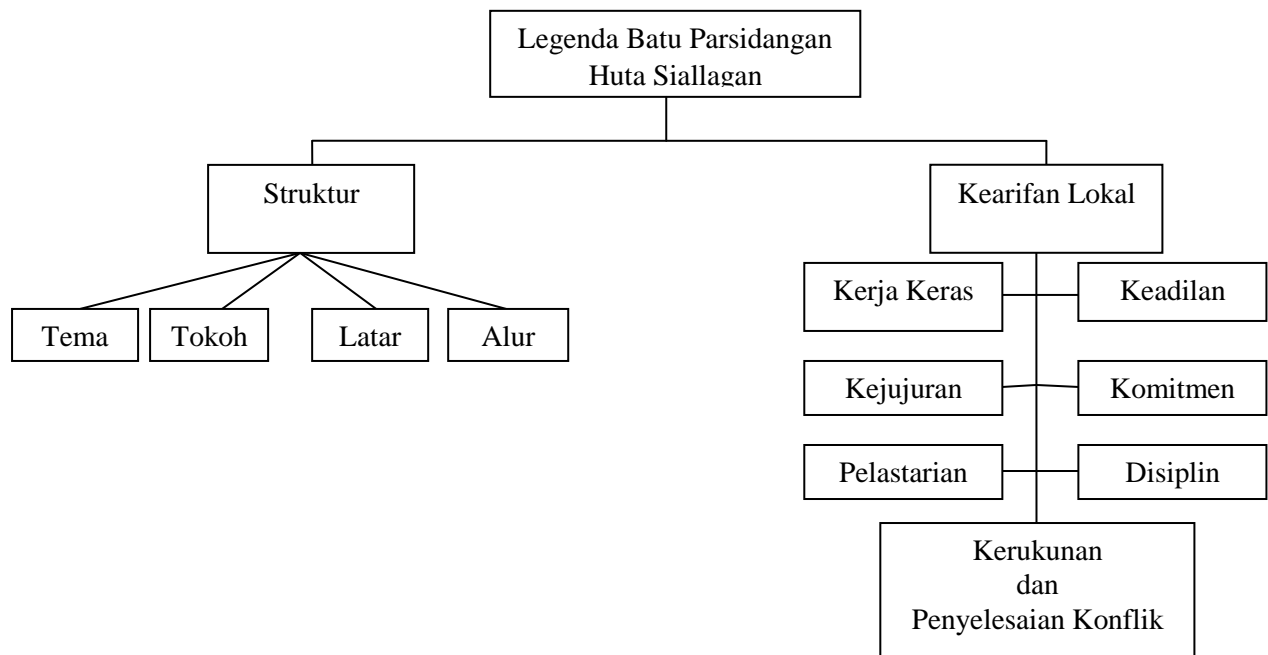 Legenda Batu Parsidangan
Huta Siallagan
Struktur
Kearifan Lokal
Tema
Tokoh
Latar
Alur
Kerja Keras
Keadilan
Kejujuran
Komitmen
Pelastarian
Disiplin
Kerukunan
dan
Penyelesaian Konflik